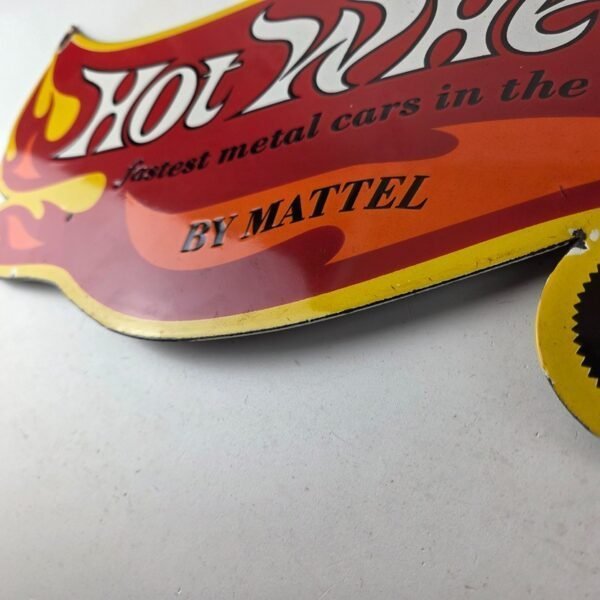 HOT WHE
fastest metal cars in the
BY MATTEL